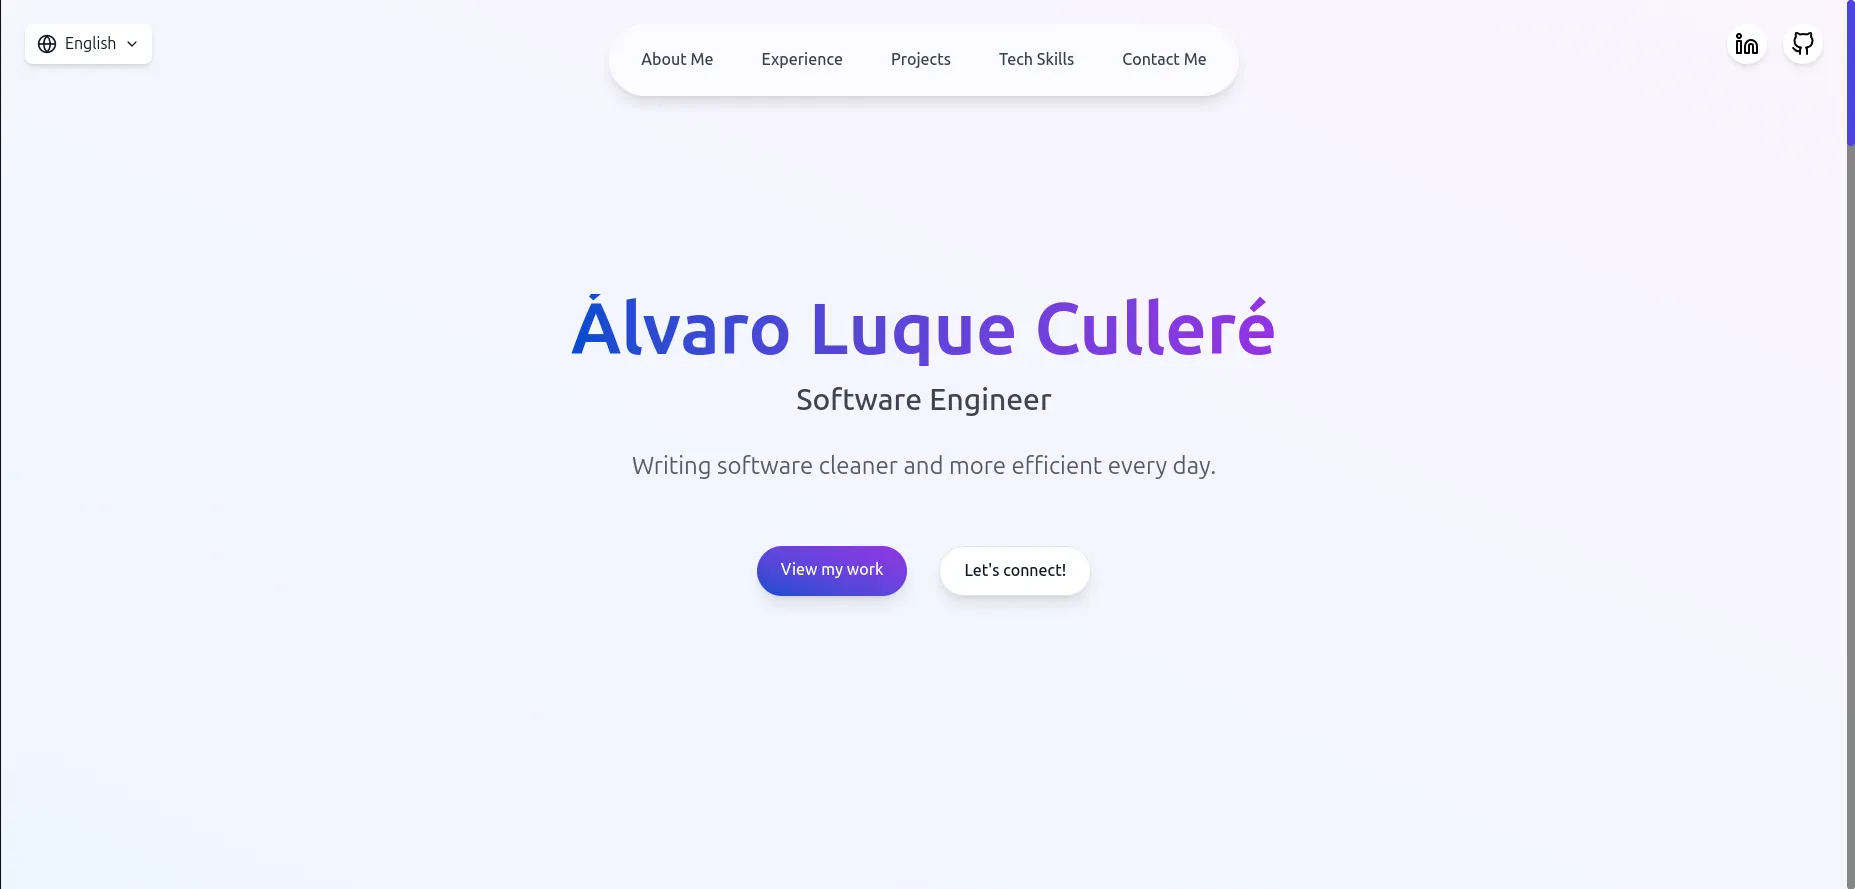 English
About Me Experience Projects Tech Skills Contact Me
Álvaro Luque Culleré
Software Engineer
Writing software cleaner and more efficient every day.
View my work Let's connect!